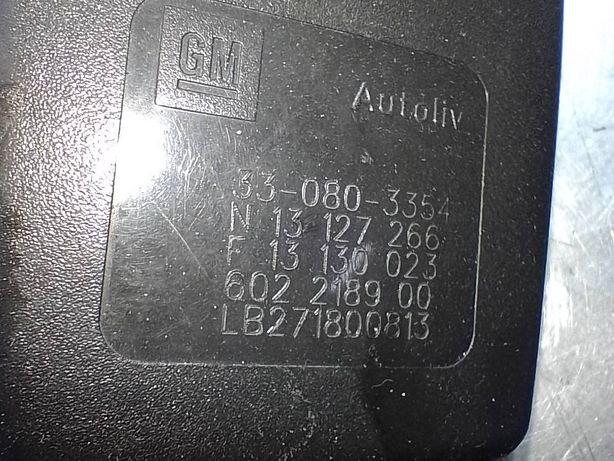 GM
Autoliv
33-080-3354
N 13 127 266
F 13 130 023
602 2189 00
LB271800813